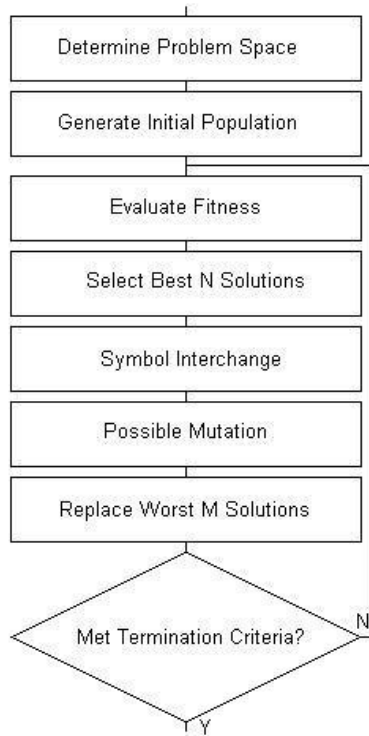 Determine Problem Space
Generate Initial Population
Evaluate Fitness
Select Best N Solutions
Symbol Interchange
Possible Mutation
Replace Worst M Solutions
Met Termination Criteria?
N
Y